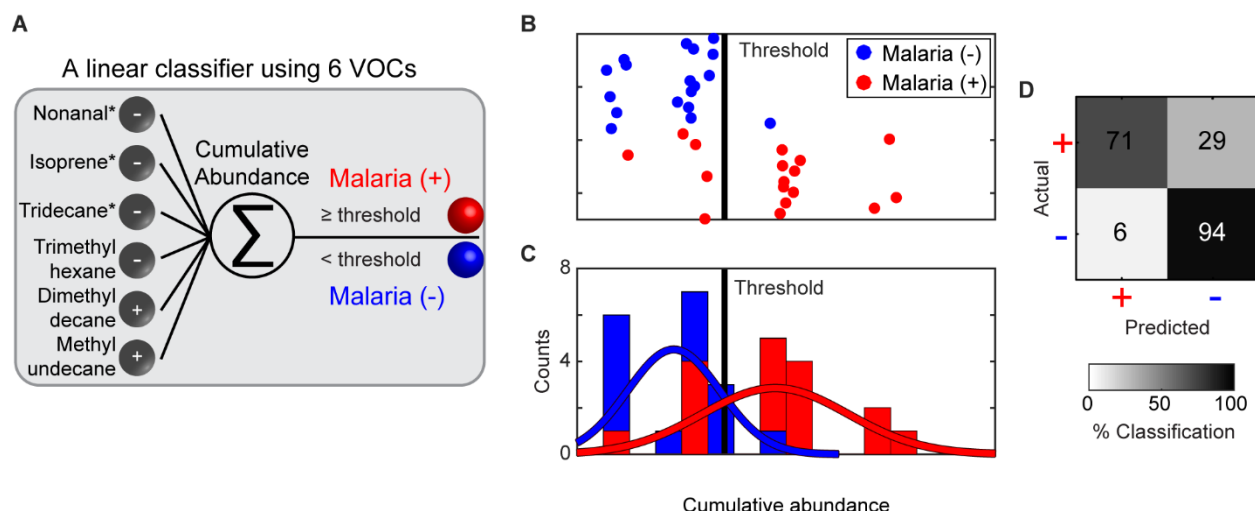 A
A linear classifier using 6 VOCs
Nonanal*
-
Isoprene*
-
Tridecane*
-
Trimethyl
hexane
-
Dimethyl
decane
+
Methyl
undecane
+
Cumulative
Abundance
Σ
Malaria (+)
≥ threshold
< threshold
Malaria (-)
B
Threshold
Malaria (-)
Malaria (+)
C
8
4
0
Counts
Threshold
Cumulative abundance
D
Actual
+
71
29
-
6
94
+
-
Predicted
0
50
100
% Classification